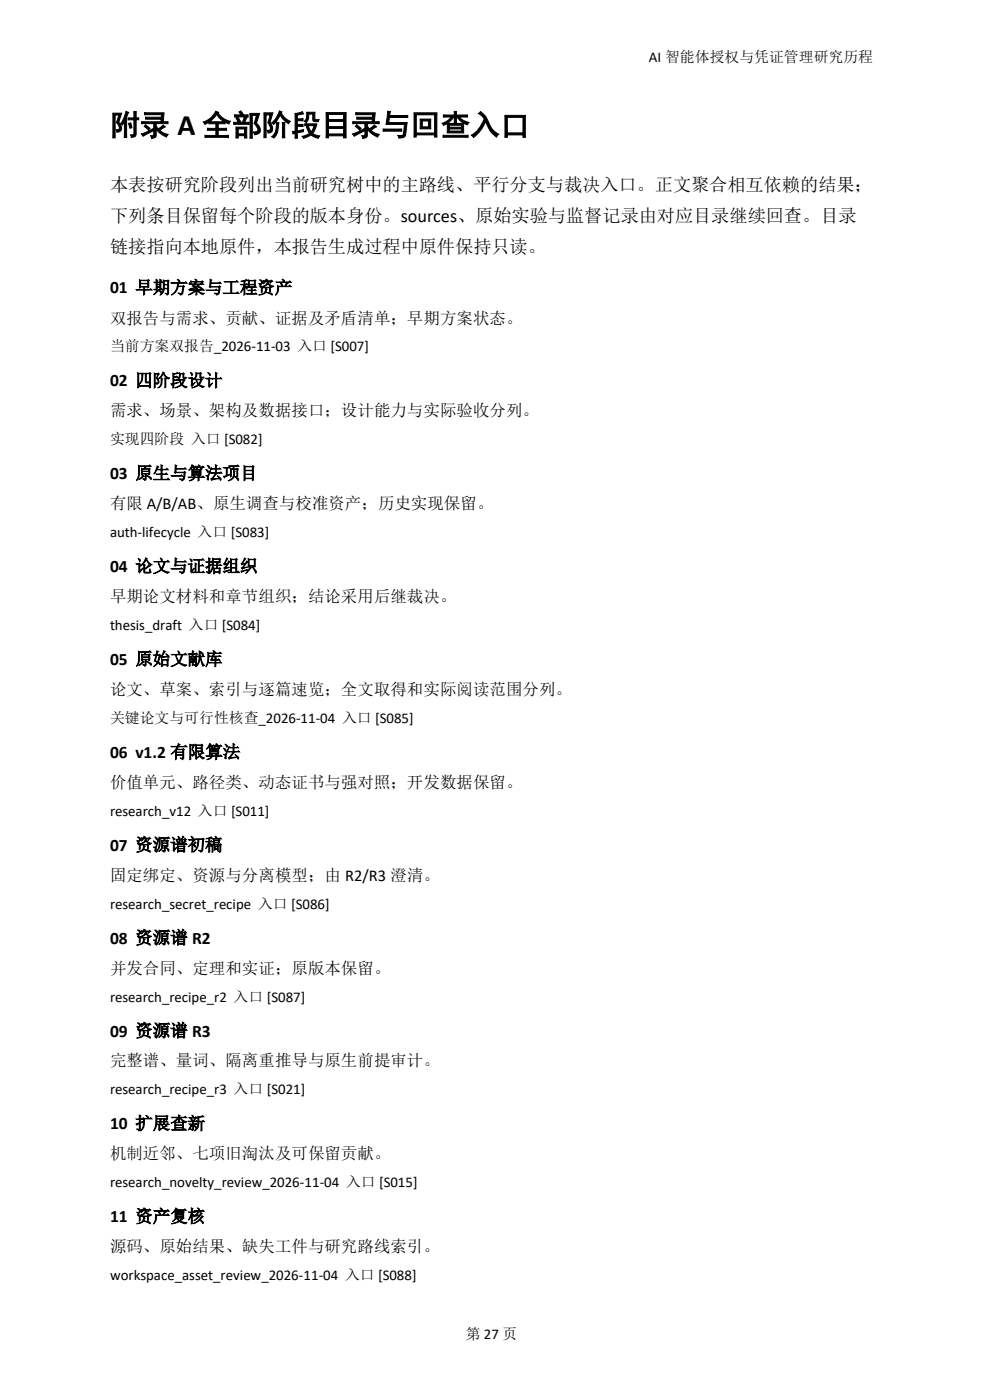 AI 智能体授权与凭证管理研究历程
附录 A 全部阶段目录与回查入口
本表按研究阶段列出当前研究树中的主路线、平行分支与裁决入口。正文聚合相互依赖的结果；
下列条目保留每个阶段的版本身份。sources、原始实验与监督记录由对应目录继续回查。目录
链接指向本地原件，本报告生成过程中原件保持只读。
01 早期方案与工程资产
双报告与需求、贡献、证据及矛盾清单；早期方案状态。
当前方案双报告_2026-11-03 入口 [S007]
02 四阶段设计
需求、场景、架构及数据接口；设计能力与实际验收分列。
实现四阶段 入口 [S082]
03 原生与算法项目
有限 A/B/AB、原生调查与校准资产；历史实现保留。
auth-lifecycle 入口 [S083]
04 论文与证据组织
早期论文材料和章节组织；结论采用后继裁决。
thesis_draft 入口 [S084]
05 原始文献库
论文、草案、索引与逐篇速览；全文取得和实际阅读范围分列。
关键论文与可行性核查_2026-11-04 入口 [S085]
06 v1.2 有限算法
价值单元、路径类、动态证书与强对照；开发数据保留。
research_v12 入口 [S011]
07 资源谱初稿
固定绑定、资源与分离模型；由 R2/R3 澄清。
research_secret_recipe 入口 [S086]
08 资源谱 R2
并发合同、定理和实证；原版本保留。
research_recipe_r2 入口 [S087]
09 资源谱 R3
完整谱、量词、隔离重推导与原生前提审计。
research_recipe_r3 入口 [S021]
10 扩展查新
机制近邻、七项旧淘汰及可保留贡献。
research_novelty_review_2026-11-04 入口 [S015]
11 资产复核
源码、原始结果、缺失工件与研究路线索引。
workspace_asset_review_2026-11-04 入口 [S088]
第 27 页